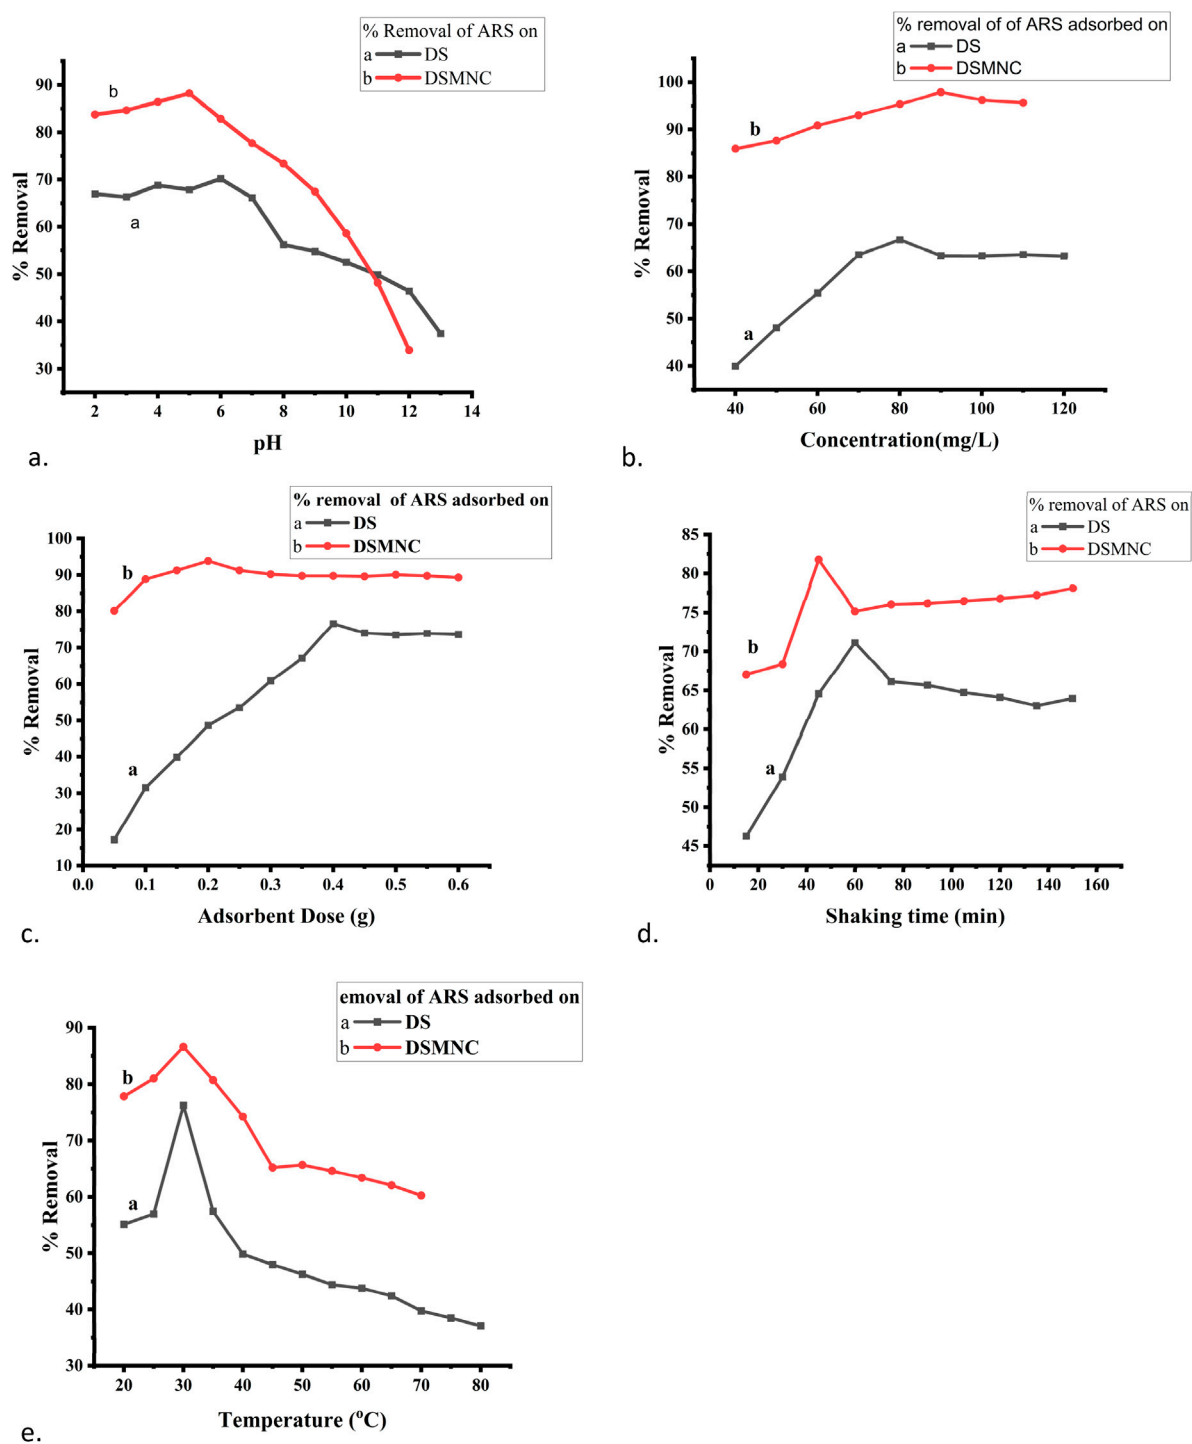 % Removal of ARS on
a DS
b DSMNC
90
80
70
60
50
40
30
% Removal
b
a
2 4 6 8 10 12 14
pH
a.
% removal of of ARS adsorbed on
a DS
b DSMNC
100
90
80
70
60
50
40
% Removal
b
a
40 60 80 100 120
Concentration(mg/L)
b.
% removal of ARS adsorbed on
a DS
b DSMNC
100
90
80
70
60
50
40
30
20
10
% Removal
b
a
0.0 0.1 0.2 0.3 0.4 0.5 0.6
Adsorbent Dose (g)
c.
% removal of ARS on
a DS
b DSMNC
85
80
75
70
65
60
55
50
45
% Removal
b
a
0 20 40 60 80 100 120 140 160
Shaking time (min)
d.
emoval of ARS adsorbed on
a DS
b DSMNC
90
80
70
60
50
40
30
% Removal
b
a
20 30 40 50 60 70 80
Temperature (°C)
e.